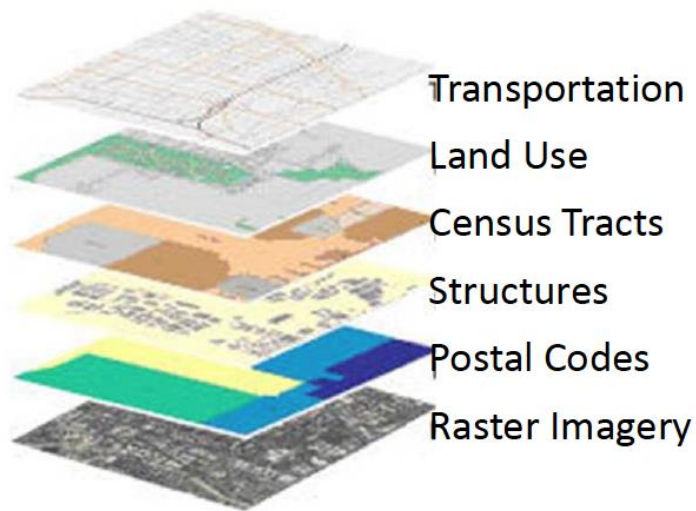 Transportation
Land Use
Census Tracts
Structures
Postal Codes
Raster Imagery